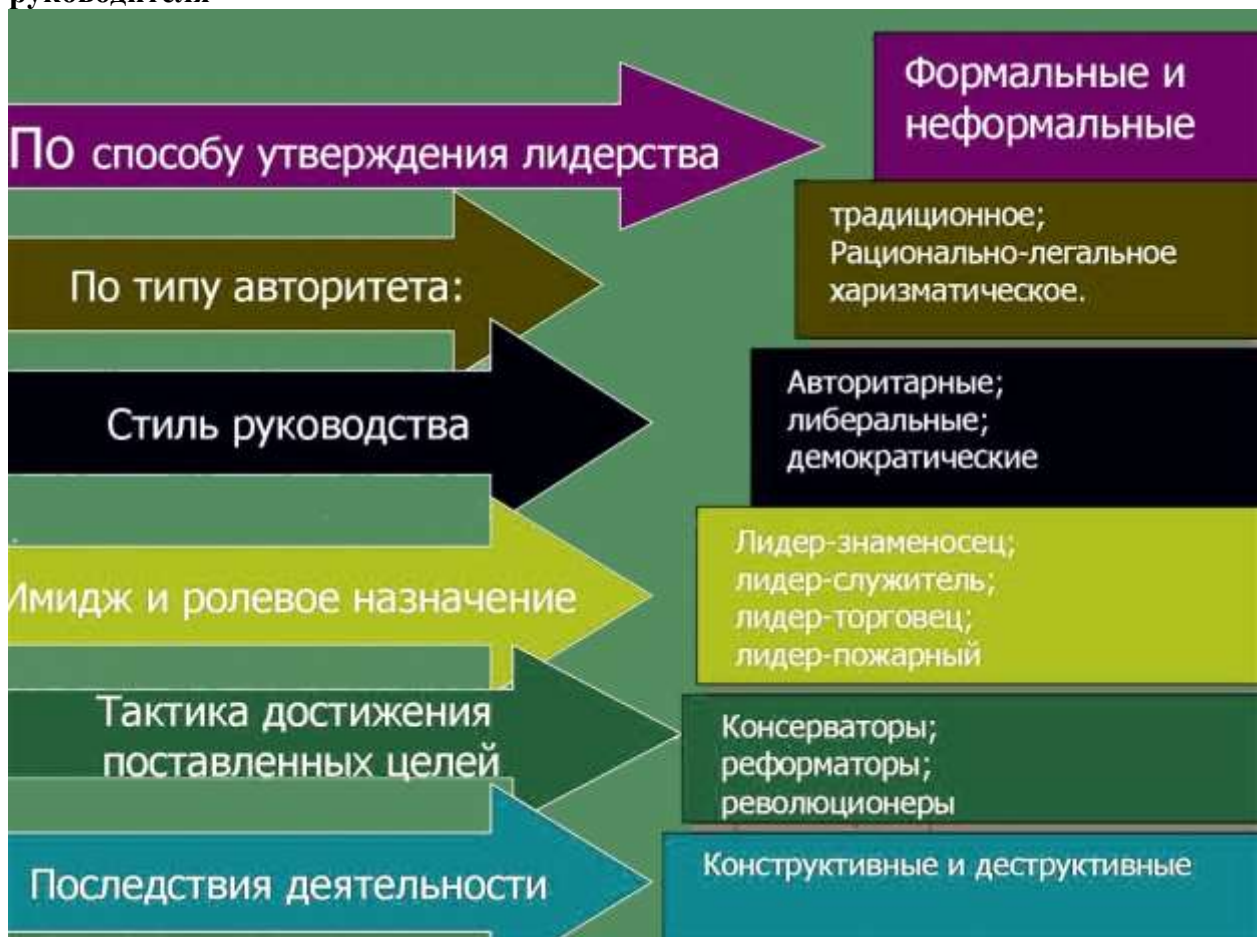 руководителя
По способу утверждения лидерства
Формальные и
неформальные
По типу авторитета:
традиционное;
Рационально-легальное
харизматическое.
Стиль руководства
Авторитарные;
либеральные;
демократические
Имидж и ролевое назначение
Лидер-знаменосец;
лидер-служитель;
лидер-торговец;
лидер-пожарный
Тактика достижения
поставленных целей
Консерваторы;
реформаторы;
революционеры
Последствия деятельности
Конструктивные и деструктивные